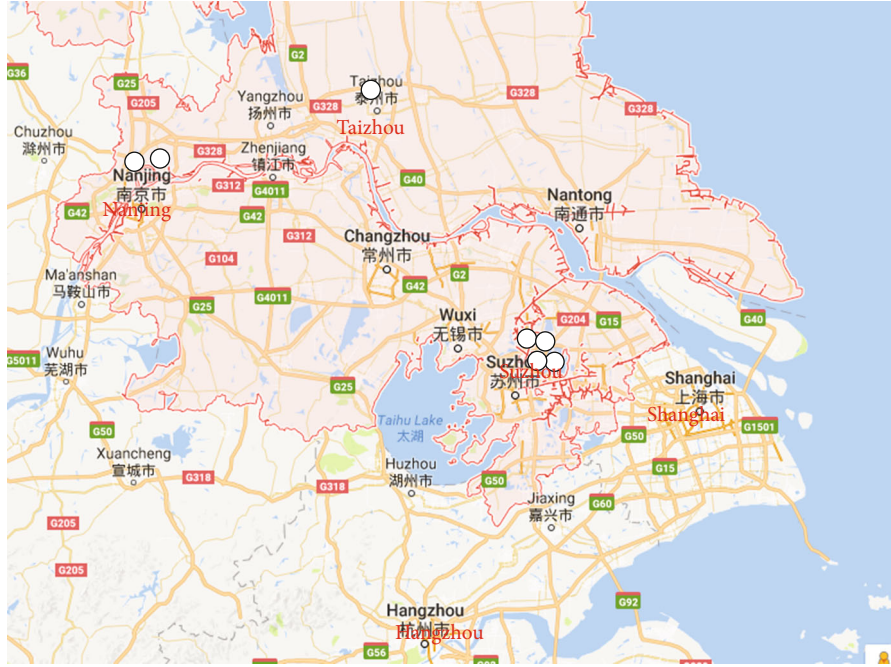 G2
G36
G25
G205
Taizhou
泰州市
G328
G328
Yangzhou
扬州市
G328
Taizhou
Chuzhou
滁州市
G328
Zhenjiang
镇江市
Nanjing
南京市
Nanjing
G312
G4011
G40
G42
G42
Nantong
南通市
G312
Changzhou
常州市
G104
Ma'anshan
马鞍山市
G2
G42
G4011
G25
Wuxi
无锡市
G204
G15
G40
G5011
Wuhu
芜湖市
Suzhou
苏州市
Suzhou
G25
Shanghai
上海市
Shanghai
Taihu Lake
太湖
G50
G50
G1501
Xuancheng
宣城市
G318
G318
Huzhou
湖州市
G50
G15
Jiaxing
嘉兴市
G60
G205
G205
G92
Hangzhou
杭州市
Hangzhou
G56